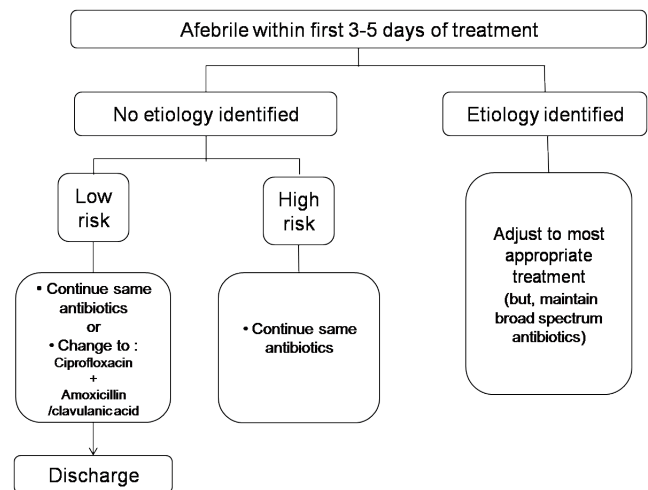 Afebrile within first 3-5 days of treatment
No etiology identified
Etiology identified
Low
risk
High
risk
Adjust to most
appropriate
treatment
(but, maintain
broad spectrum
antibiotics)
• Continue same
antibiotics
or
• Change to :
Ciprofloxacin
+
Amoxicillin
/clavulanic acid
• Continue same
antibiotics
Discharge